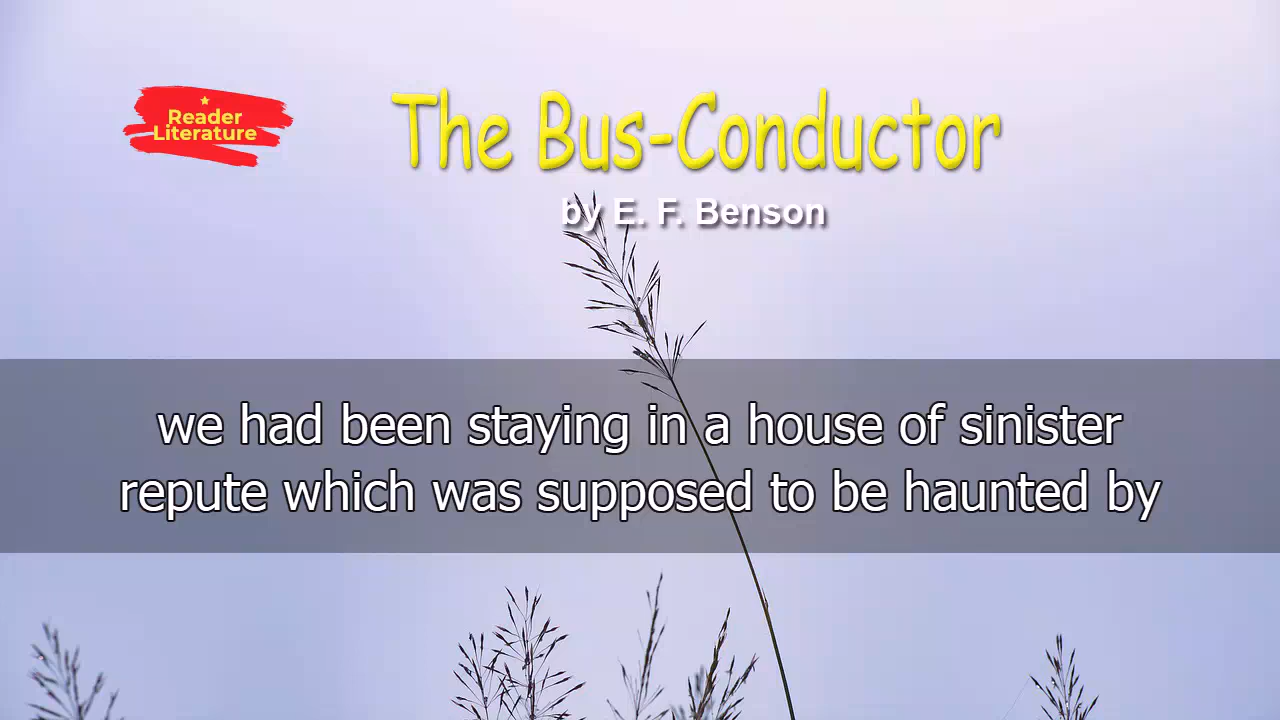 Reader
Literature
The Bus-Conductor
by E. F. Benson
we had been staying in a house of sinister
repute which was supposed to be haunted by